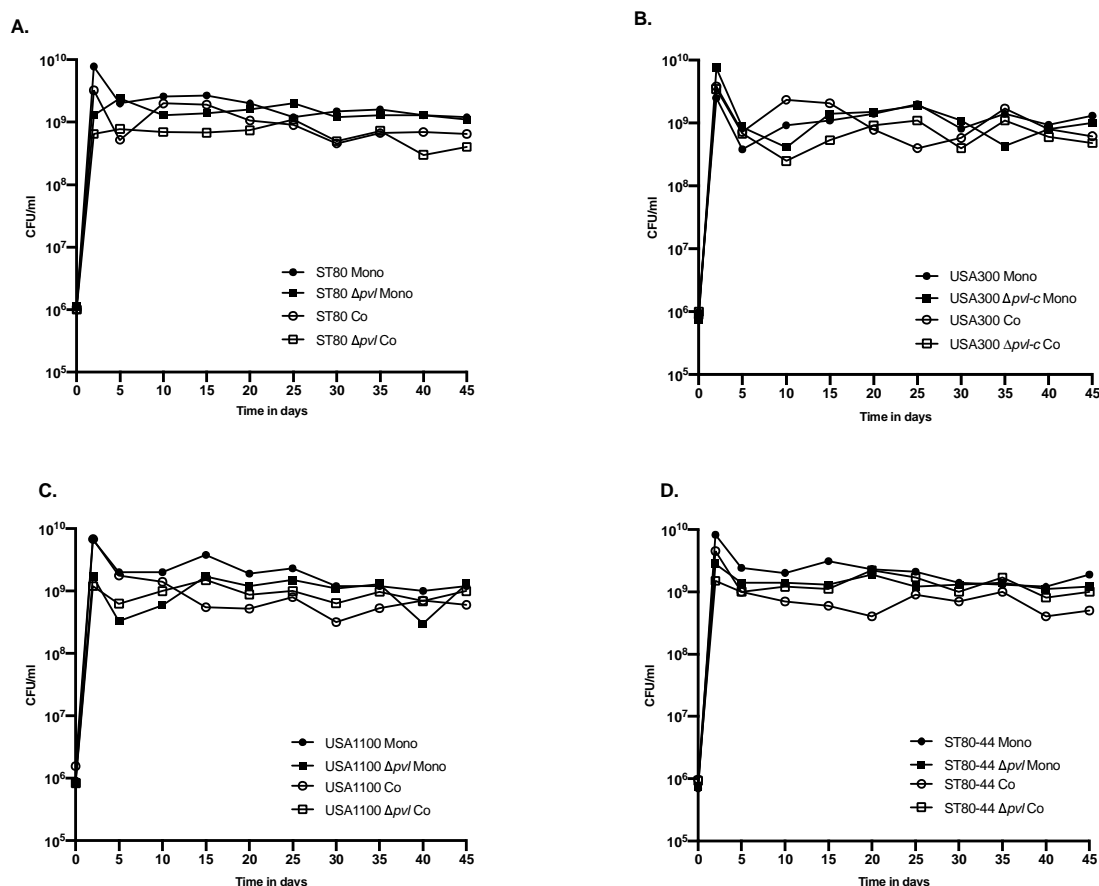 A.
10^10
10^9
10^8
10^7
10^6
10^5
CFU/ml
ST80 Mono
ST80 Δpvl Mono
ST80 Co
ST80 Δpvl Co
0 5 10 15 20 25 30 35 40 45
Time in days
B.
10^10
10^9
10^8
10^7
10^6
10^5
CFU/ml
USA300 Mono
USA300 Δpvl-c Mono
USA300 Co
USA300 Δpvl-c Co
0 5 10 15 20 25 30 35 40 45
Time in days
C.
10^10
10^9
10^8
10^7
10^6
10^5
CFU/ml
USA1100 Mono
USA1100 Δpvl Mono
USA1100 Co
USA1100 Δpvl Co
0 5 10 15 20 25 30 35 40 45
Time in days
D.
10^10
10^9
10^8
10^7
10^6
10^5
CFU/ml
ST80-44 Mono
ST80-44 Δpvl Mono
ST80-44 Co
ST80-44 Δpvl Co
0 5 10 15 20 25 30 35 40 45
Time in days